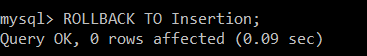 mysql> ROLLBACK TO Insertion;
Query OK, 0 rows affected (0.09 sec)